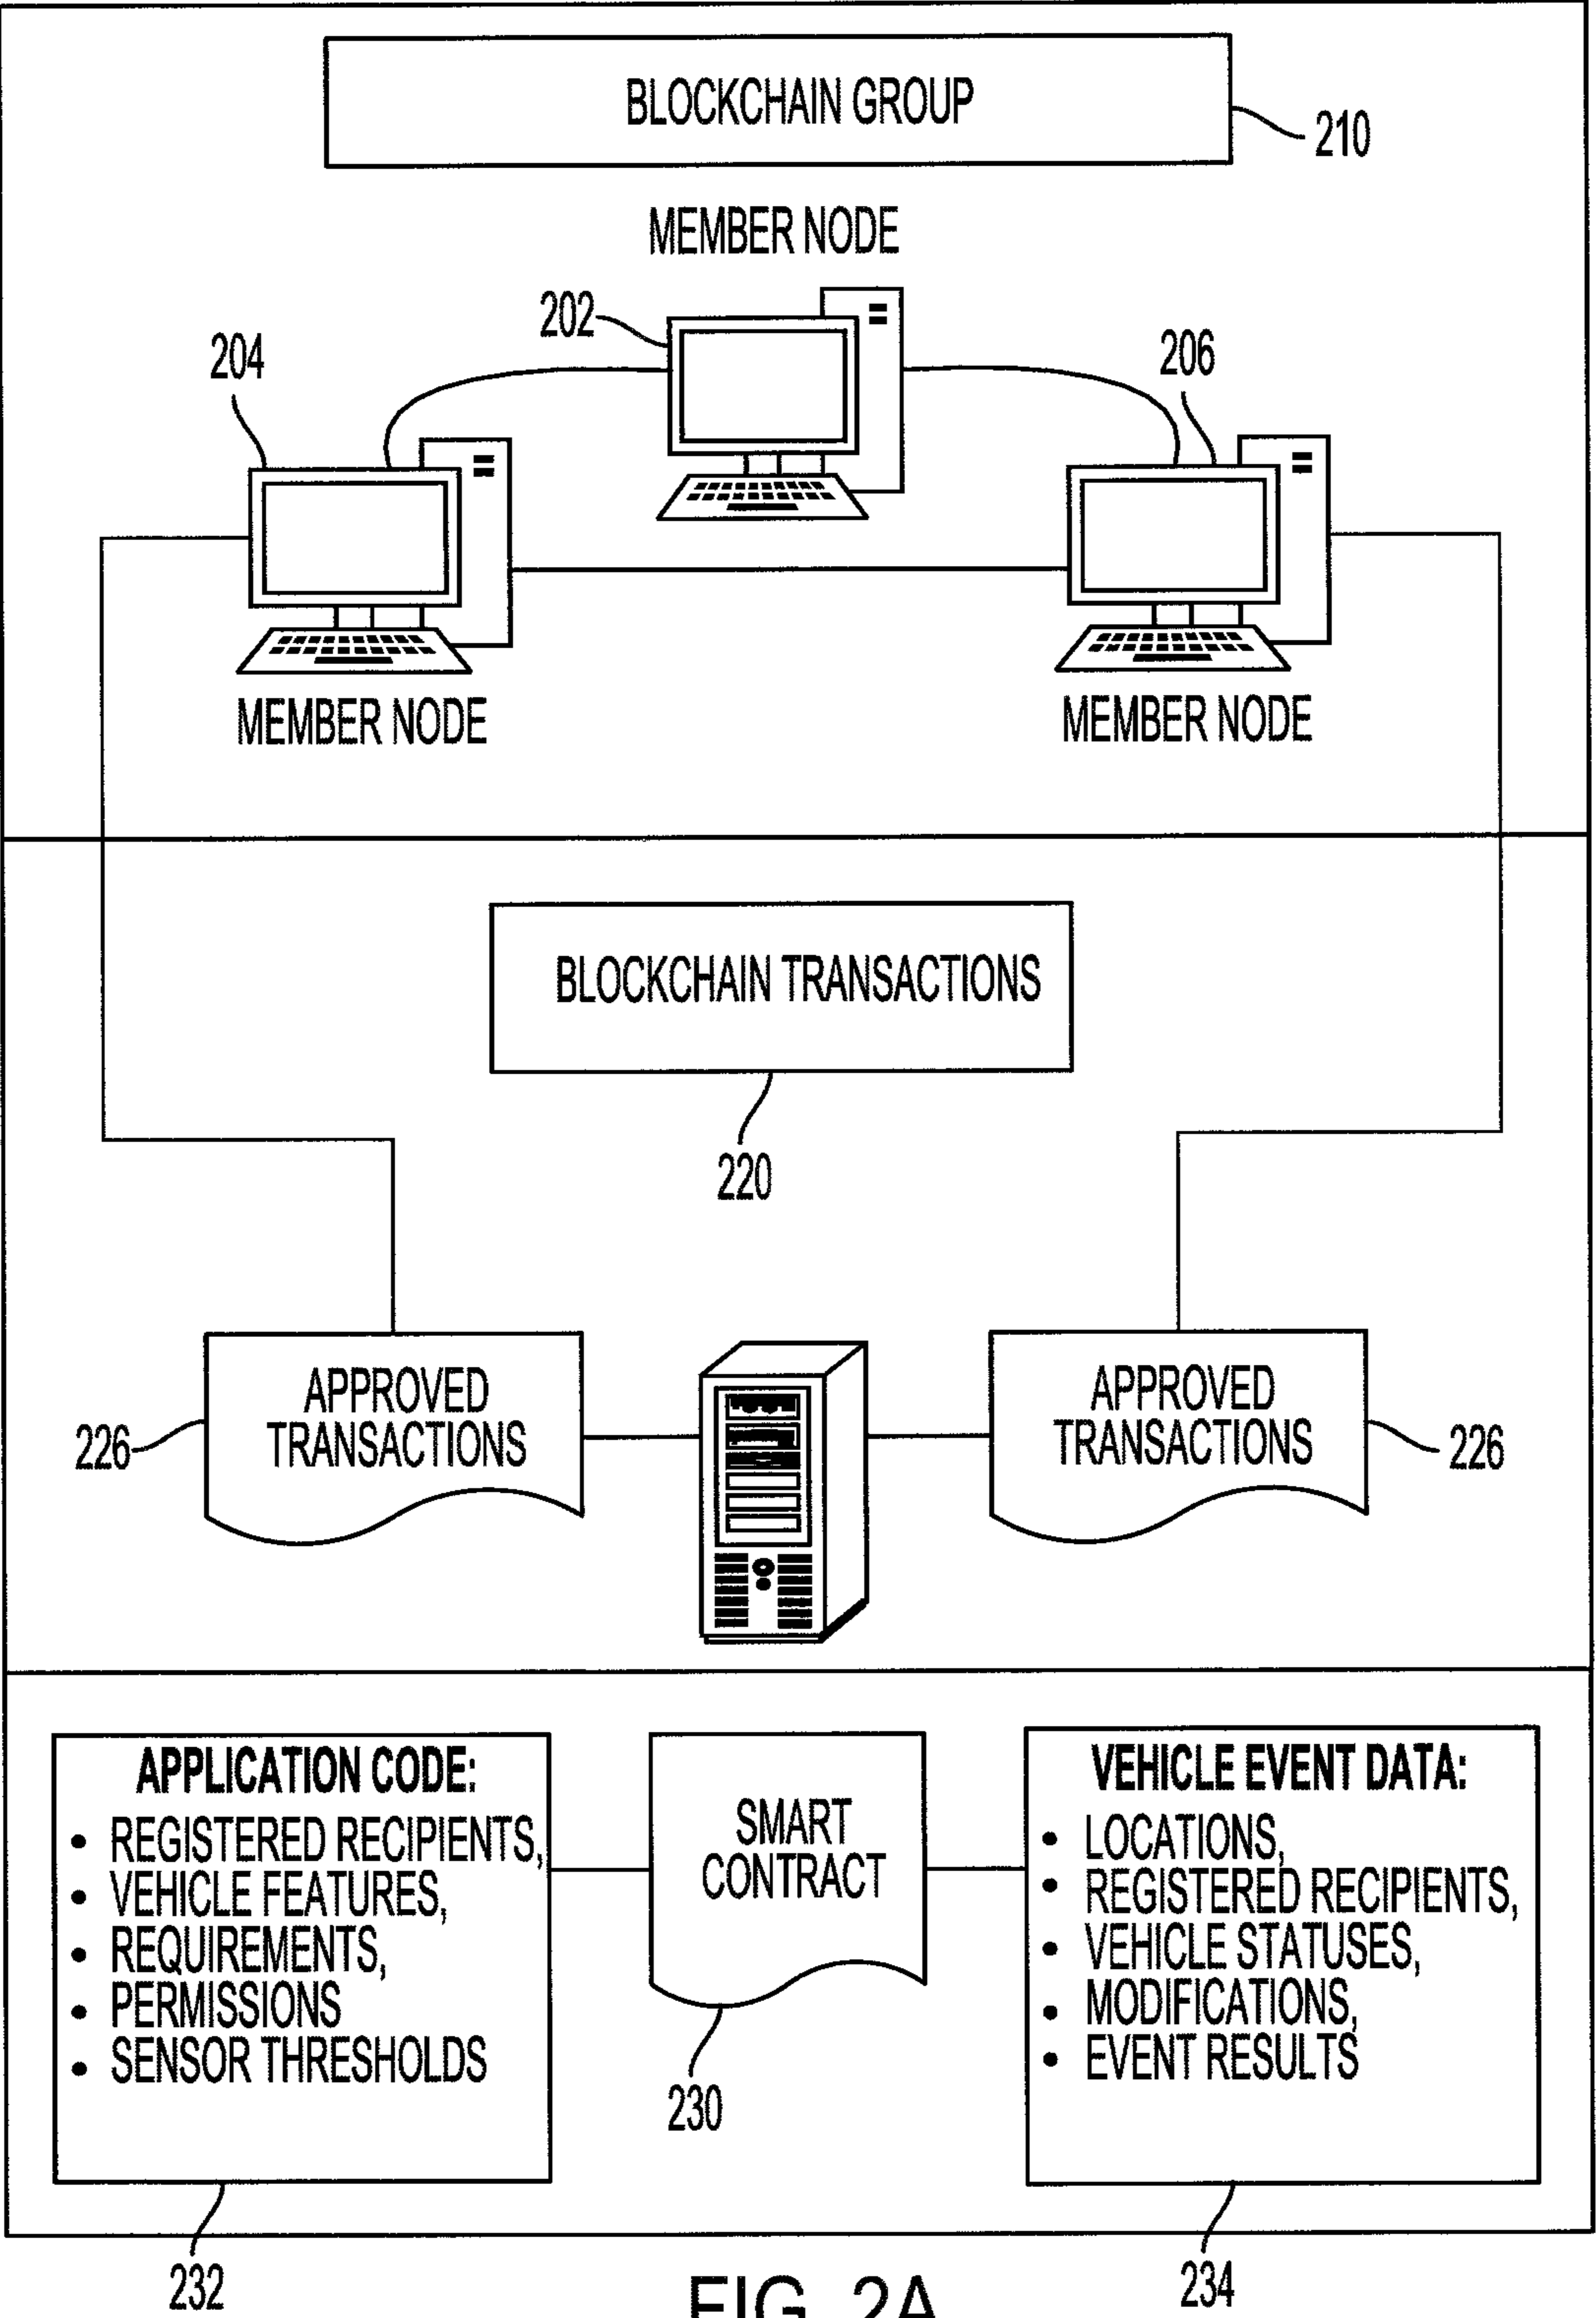 BLOCKCHAIN GROUP
210
MEMBER NODE
202
204
206
MEMBER NODE
MEMBER NODE
BLOCKCHAIN TRANSACTIONS
220
APPROVED
TRANSACTIONS
226
APPROVED
TRANSACTIONS
226
APPLICATION CODE:
• REGISTERED RECIPIENTS,
• VEHICLE FEATURES,
• REQUIREMENTS,
• PERMISSIONS
• SENSOR THRESHOLDS
232
SMART
CONTRACT
230
VEHICLE EVENT DATA:
• LOCATIONS,
• REGISTERED RECIPIENTS,
• VEHICLE STATUSES,
• MODIFICATIONS,
• EVENT RESULTS
234
FIG. 2A